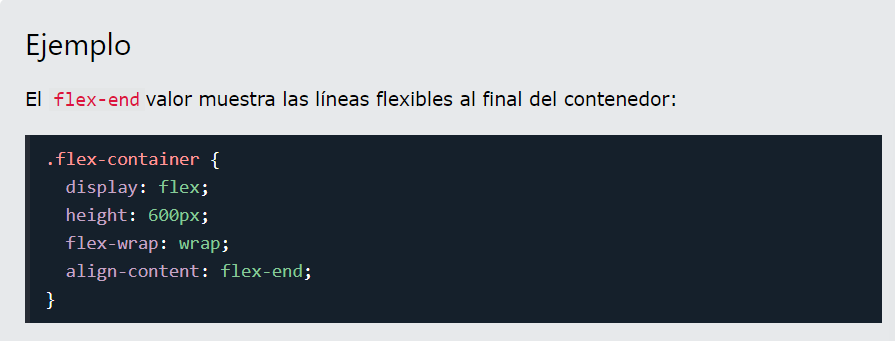 Ejemplo
El flex-end valor muestra las líneas flexibles al final del contenedor:
.flex-container {
  display: flex;
  height: 600px;
  flex-wrap: wrap;
  align-content: flex-end;
}